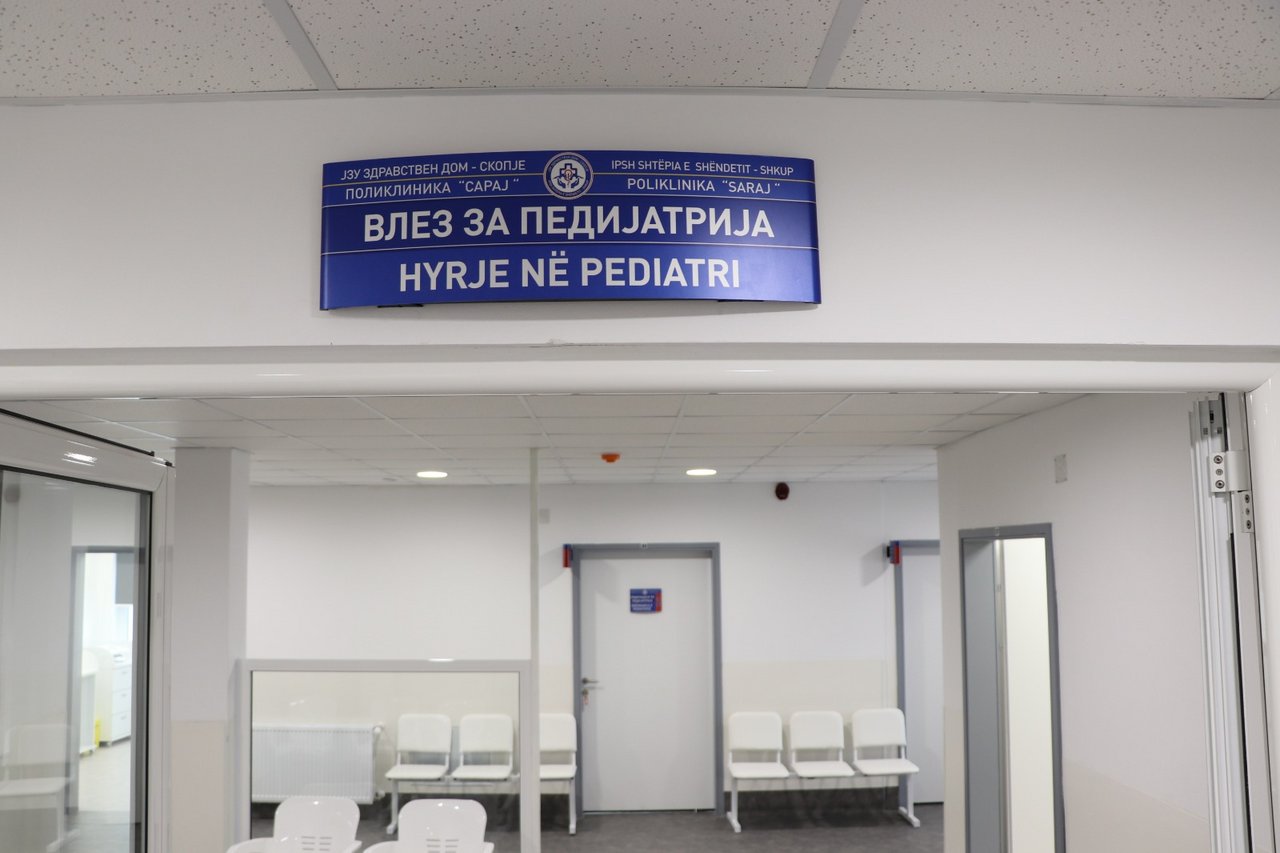 ЈЗУ ЗДРАВСТВЕН ДОМ - СКОПЈЕ
ПОЛИКЛИНИКА "САРАЈ"
IPSH SHTËPIA E SHËNDETIT - SHKUP
POLIKLINIKA "SARAJ"
ВЛЕЗ ЗА ПЕДИЈАТРИЈА
HYRJE NË PEDIATRI